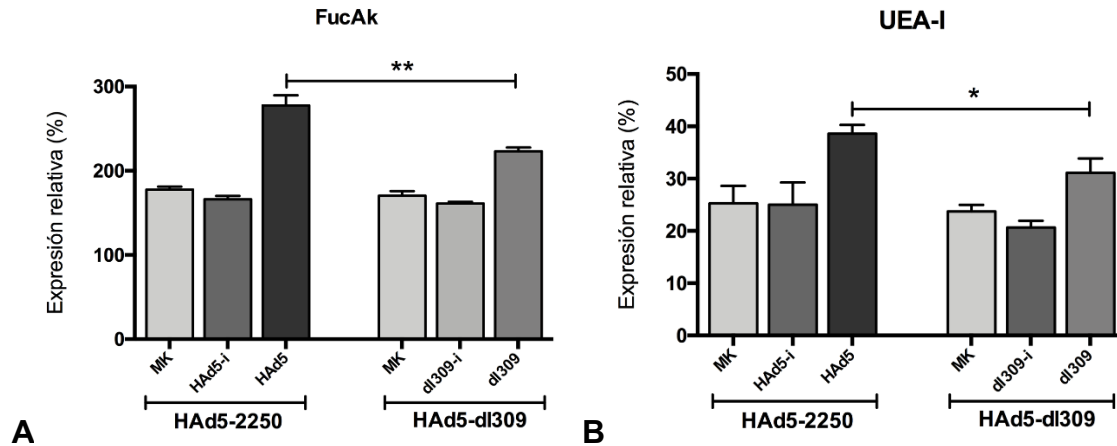 FucAk
Expresión relativa (%)
300
200
100
0
**
MK
HAd5-i
HAd5
MK
dl309-i
dl309
HAd5-2250
HAd5-dl309
A
UEA-I
Expresión relativa (%)
50
40
30
20
10
0
*
MK
HAd5-i
HAd5
MK
dl309-i
dl309
HAd5-2250
HAd5-dl309
B